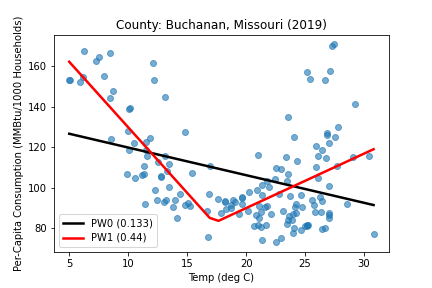 County: Buchanan, Missouri (2019)
Per-Capita Consumption (MMBtu/1000 Households)
160
140
120
100
80
PW0 (0.133)
PW1 (0.44)
5 10 15 20 25 30
Temp (deg C)